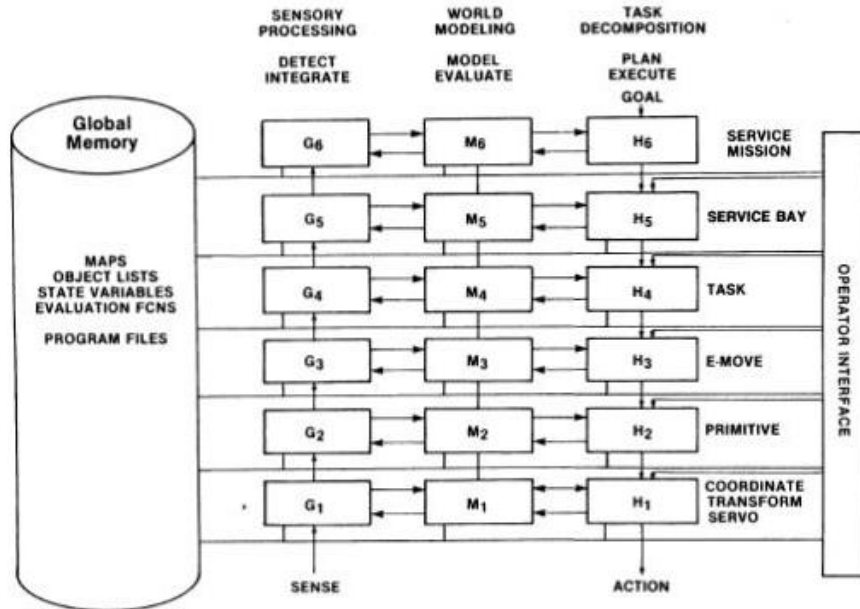 SENSORY
PROCESSING
DETECT
INTEGRATE
WORLD
MODELING
MODEL
EVALUATE
TASK
DECOMPOSITION
PLAN
EXECUTE
GOAL
Global
Memory
MAPS
OBJECT LISTS
STATE VARIABLES
EVALUATION FCNS
PROGRAM FILES
G6
M6
H6
SERVICE
MISSION
G5
M5
H5
SERVICE BAY
G4
M4
H4
TASK
G3
M3
H3
E-MOVE
G2
M2
H2
PRIMITIVE
G1
M1
H1
COORDINATE
TRANSFORM
SERVO
SENSE
ACTION
OPERATOR INTERFACE